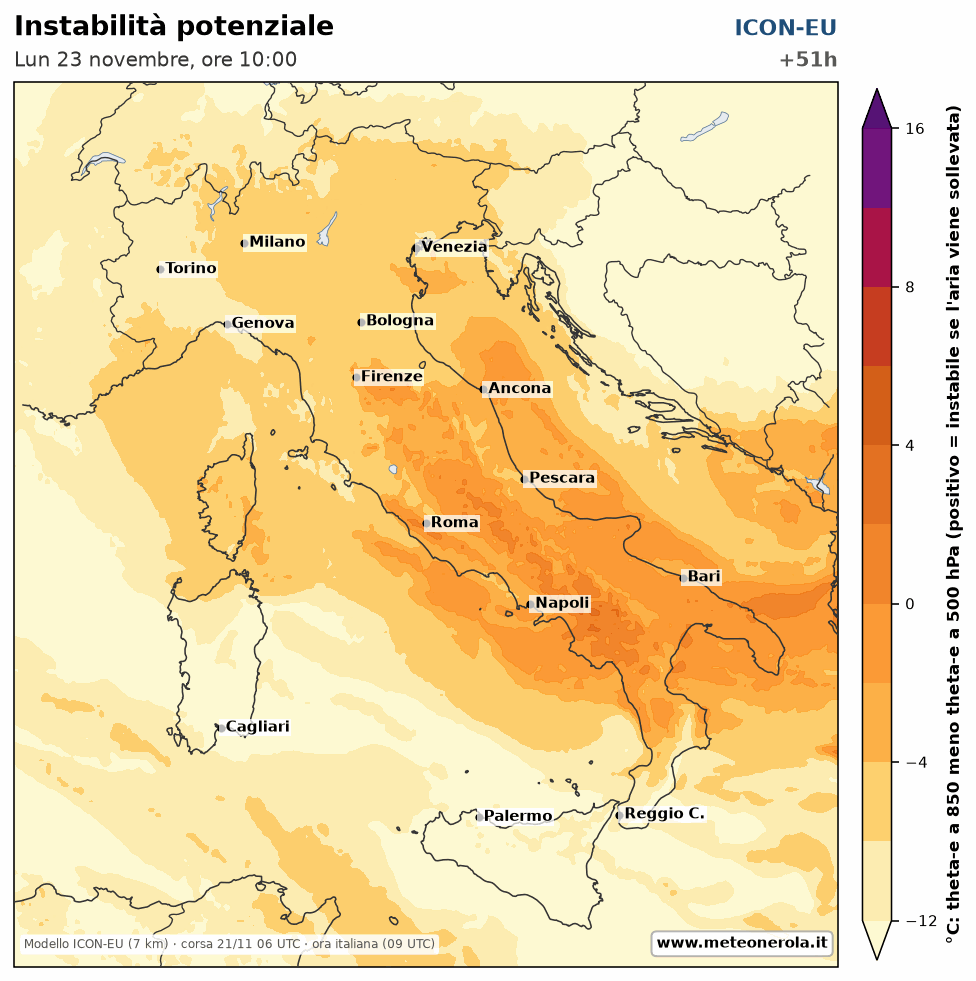 Instabilità potenziale
ICON-EU
Lun 23 novembre, ore 10:00
+51h
Milano
Venezia
Torino
Genova
Bologna
Firenze
Ancona
Pescara
Roma
Bari
Napoli
Cagliari
Palermo
Reggio C.
Modello ICON-EU (7 km) · corsa 21/11 06 UTC · ora italiana (09 UTC)
www.meteonerola.it
16
8
4
0
−4
−12
°C: theta-e a 850 meno theta-e a 500 hPa (positivo = instabile se l'aria viene sollevata)